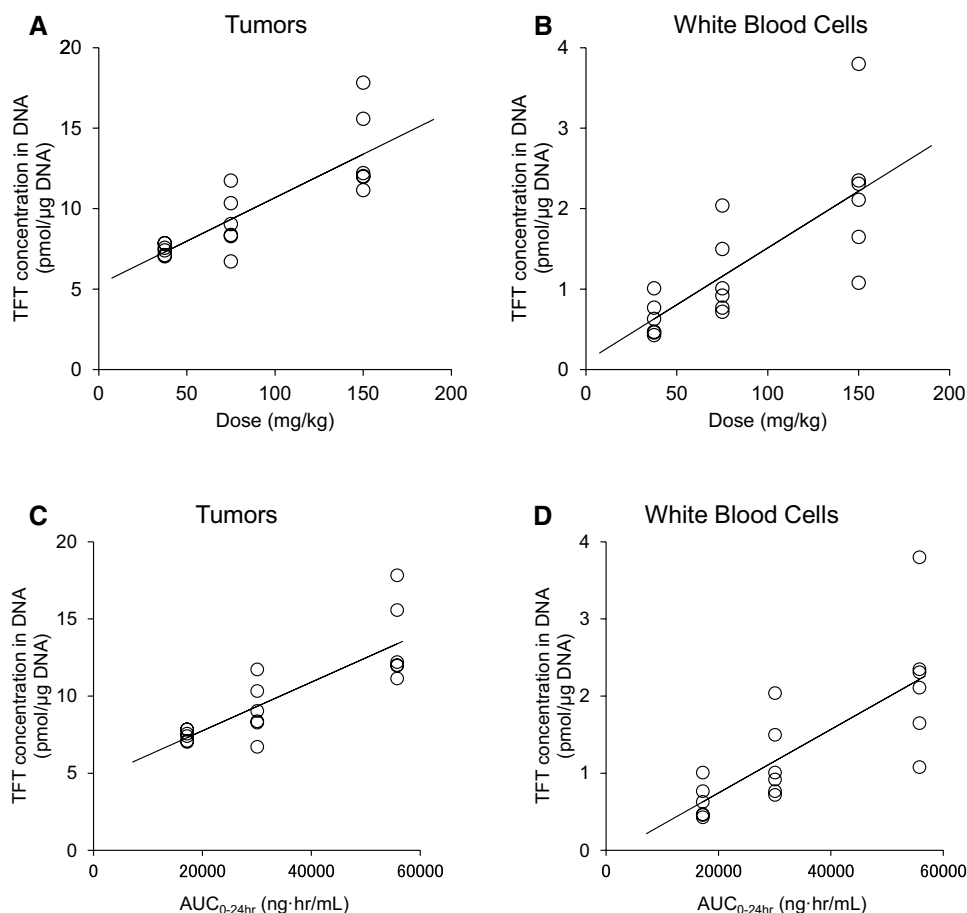 A
Tumors
20
15
10
5
0
0
50
100
150
200
TFT concentration in DNA
(pmol/µg DNA)
Dose (mg/kg)
B
White Blood Cells
4
3
2
1
0
0
50
100
150
200
TFT concentration in DNA
(pmol/µg DNA)
Dose (mg/kg)
C
Tumors
20
15
10
5
0
0
20000
40000
60000
TFT concentration in DNA
(pmol/µg DNA)
AUC0-24hr (ng·hr/mL)
D
White Blood Cells
4
3
2
1
0
0
20000
40000
60000
TFT concentration in DNA
(pmol/µg DNA)
AUC0-24hr (ng·hr/mL)